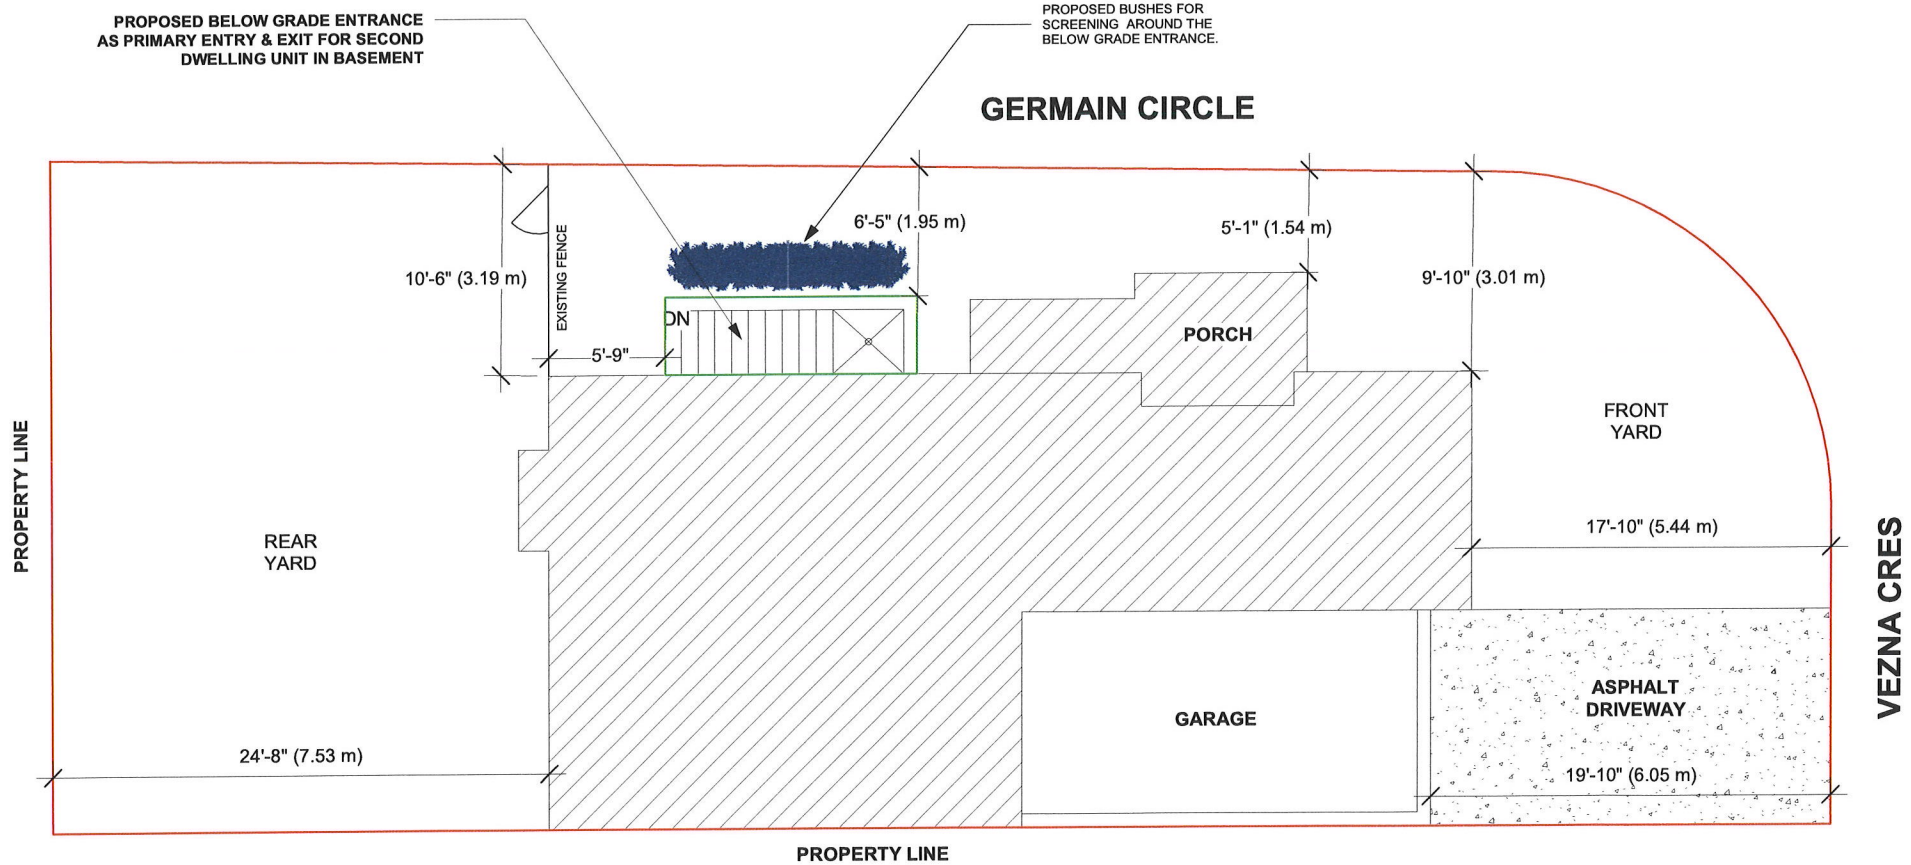 PROPOSED BELOW GRADE ENTRANCE
AS PRIMARY ENTRY & EXIT FOR SECOND
DWELLING UNIT IN BASEMENT
PROPOSED BUSHES FOR
SCREENING AROUND THE
BELOW GRADE ENTRANCE.
GERMAIN CIRCLE
6'-5" (1.95 m)
5'-1" (1.54 m)
10'-6" (3.19 m)
EXISTING FENCE
9'-10" (3.01 m)
DN
PORCH
5'-9"
FRONT
YARD
PROPERTY LINE
REAR
YARD
17'-10" (5.44 m)
VEZNA CRES
ASPHALT
DRIVEWAY
GARAGE
24'-8" (7.53 m)
19'-10" (6.05 m)
PROPERTY LINE